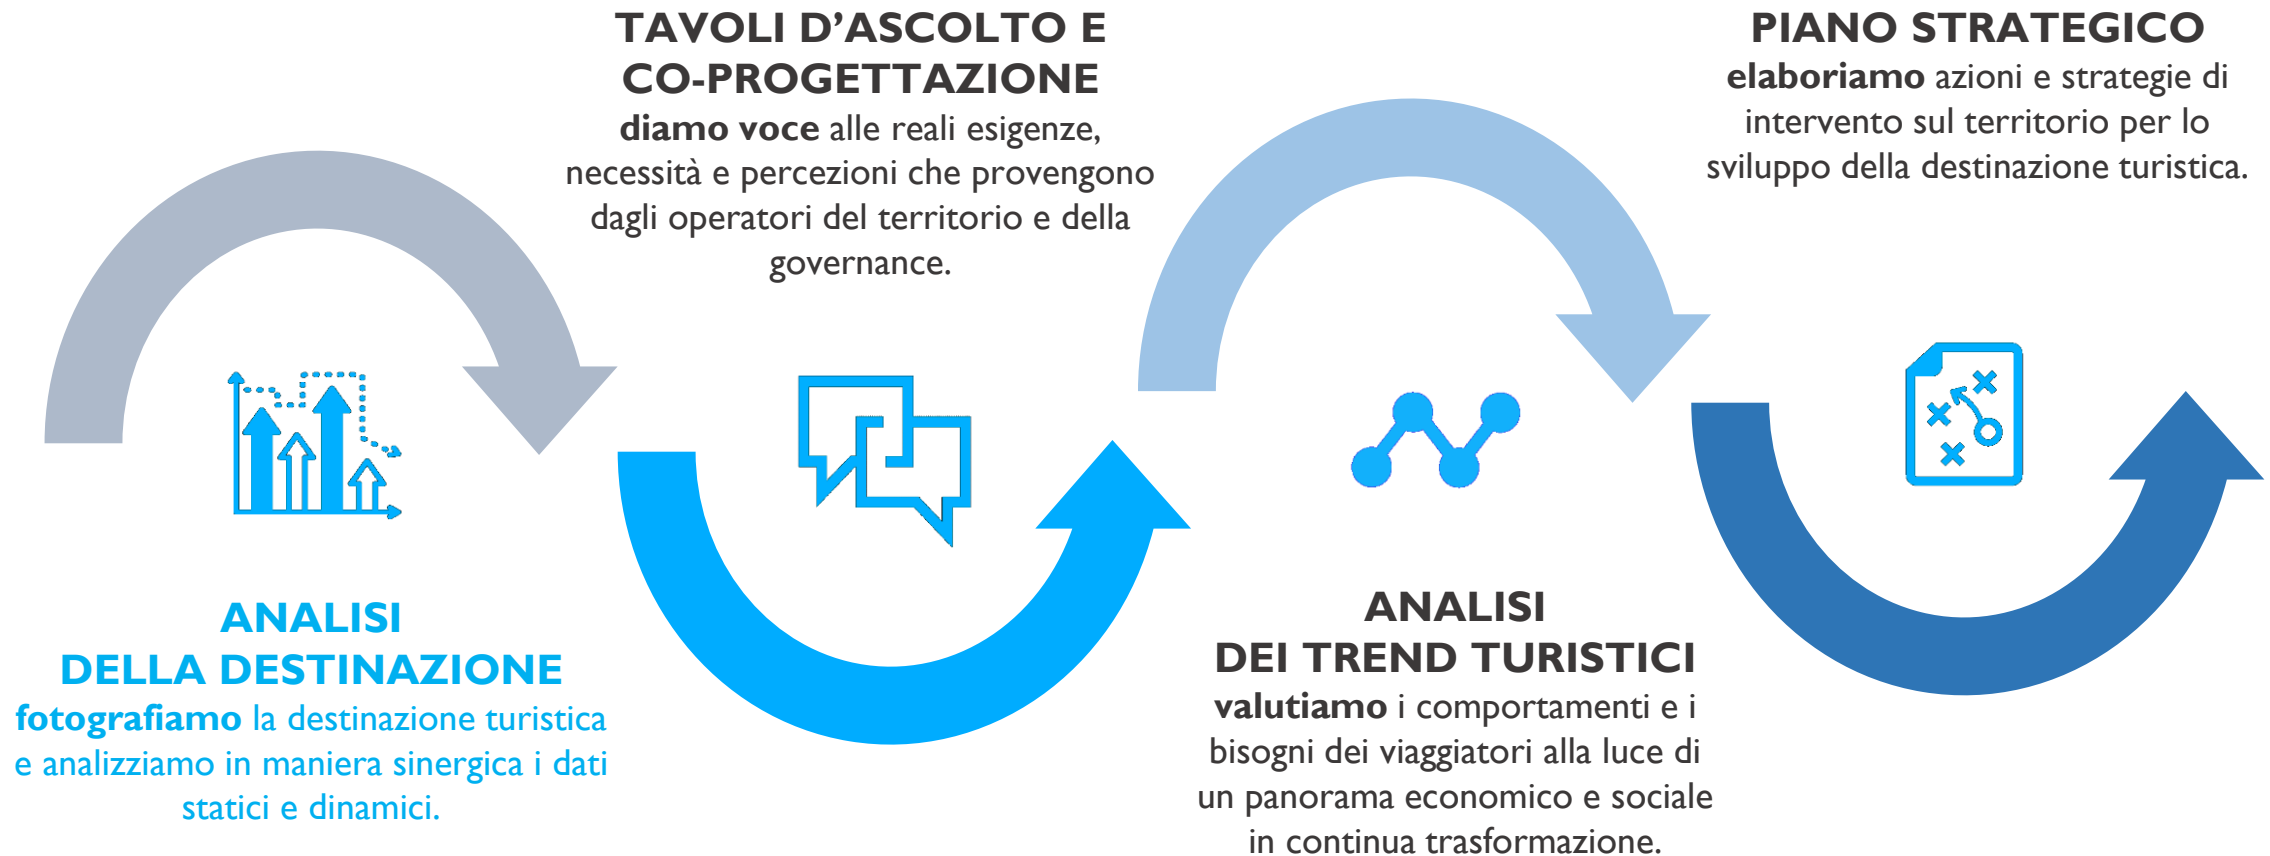 ANALISI
DELLA DESTINAZIONE
fotografiamo la destinazione turistica
e analizziamo in maniera sinergica i dati
statici e dinamici.
TAVOLI D’ASCOLTO E
CO-PROGETTAZIONE
diamo voce alle reali esigenze,
necessità e percezioni che provengono
dagli operatori del territorio e della
governance.
ANALISI
DEI TREND TURISTICI
valutiamo i comportamenti e i
bisogni dei viaggiatori alla luce di
un panorama economico e sociale
in continua trasformazione.
PIANO STRATEGICO
elaboriamo azioni e strategie di
intervento sul territorio per lo
sviluppo della destinazione turistica.